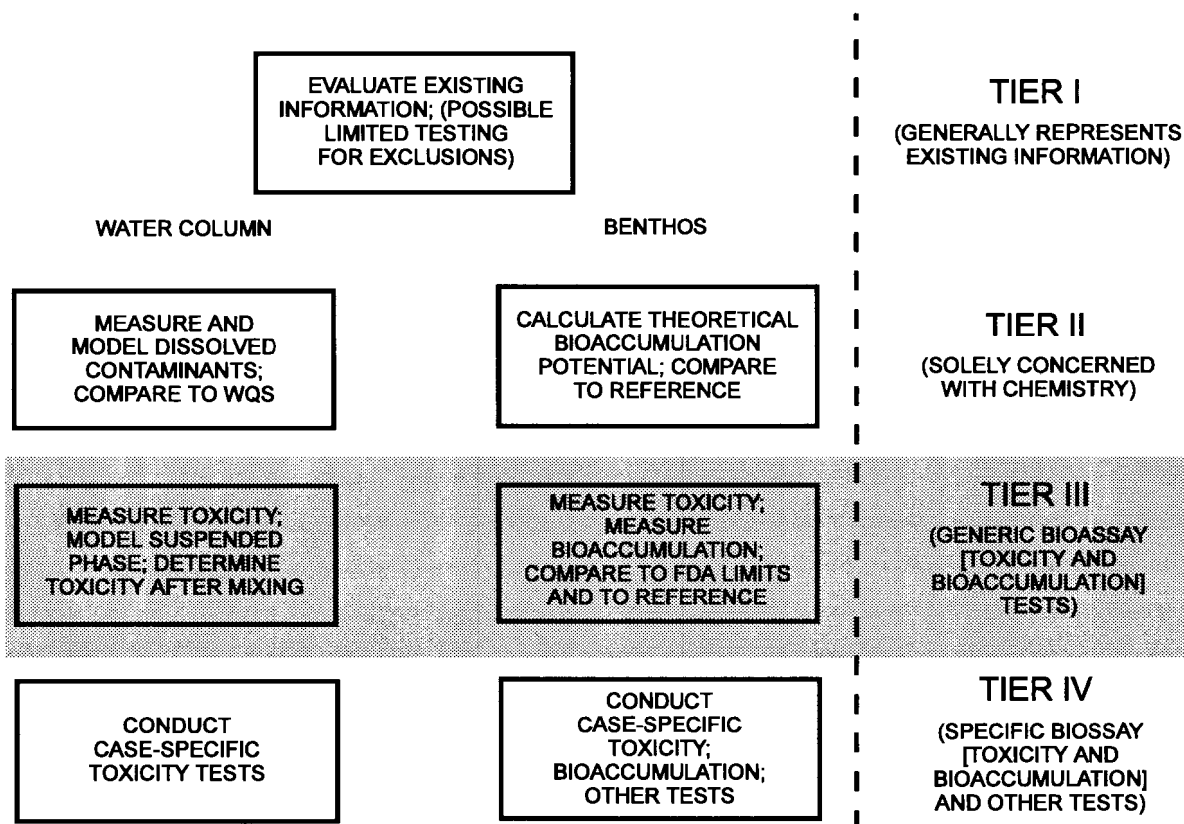 EVALUATE EXISTING
INFORMATION; (POSSIBLE
LIMITED TESTING
FOR EXCLUSIONS)
TIER I
(GENERALLY REPRESENTS
EXISTING INFORMATION)
WATER COLUMN
BENTHOS
MEASURE AND
MODEL DISSOLVED
CONTAMINANTS;
COMPARE TO WQS
CALCULATE THEORETICAL
BIOACCUMULATION
POTENTIAL; COMPARE
TO REFERENCE
TIER II
(SOLELY CONCERNED
WITH CHEMISTRY)
MEASURE TOXICITY;
MODEL SUSPENDED
PHASE; DETERMINE
TOXICITY AFTER MIXING
MEASURE TOXICITY;
MEASURE
BIOACCUMULATION;
COMPARE TO FDA LIMITS
AND TO REFERENCE
TIER III
(GENERIC BIOASSAY
[TOXICITY AND
BIOACCUMULATION]
TESTS)
CONDUCT
CASE-SPECIFIC
TOXICITY TESTS
CONDUCT
CASE-SPECIFIC
TOXICITY;
BIOACCUMULATION;
OTHER TESTS
TIER IV
(SPECIFIC BIOSSAY
[TOXICITY AND
BIOACCUMULATION]
AND OTHER TESTS)